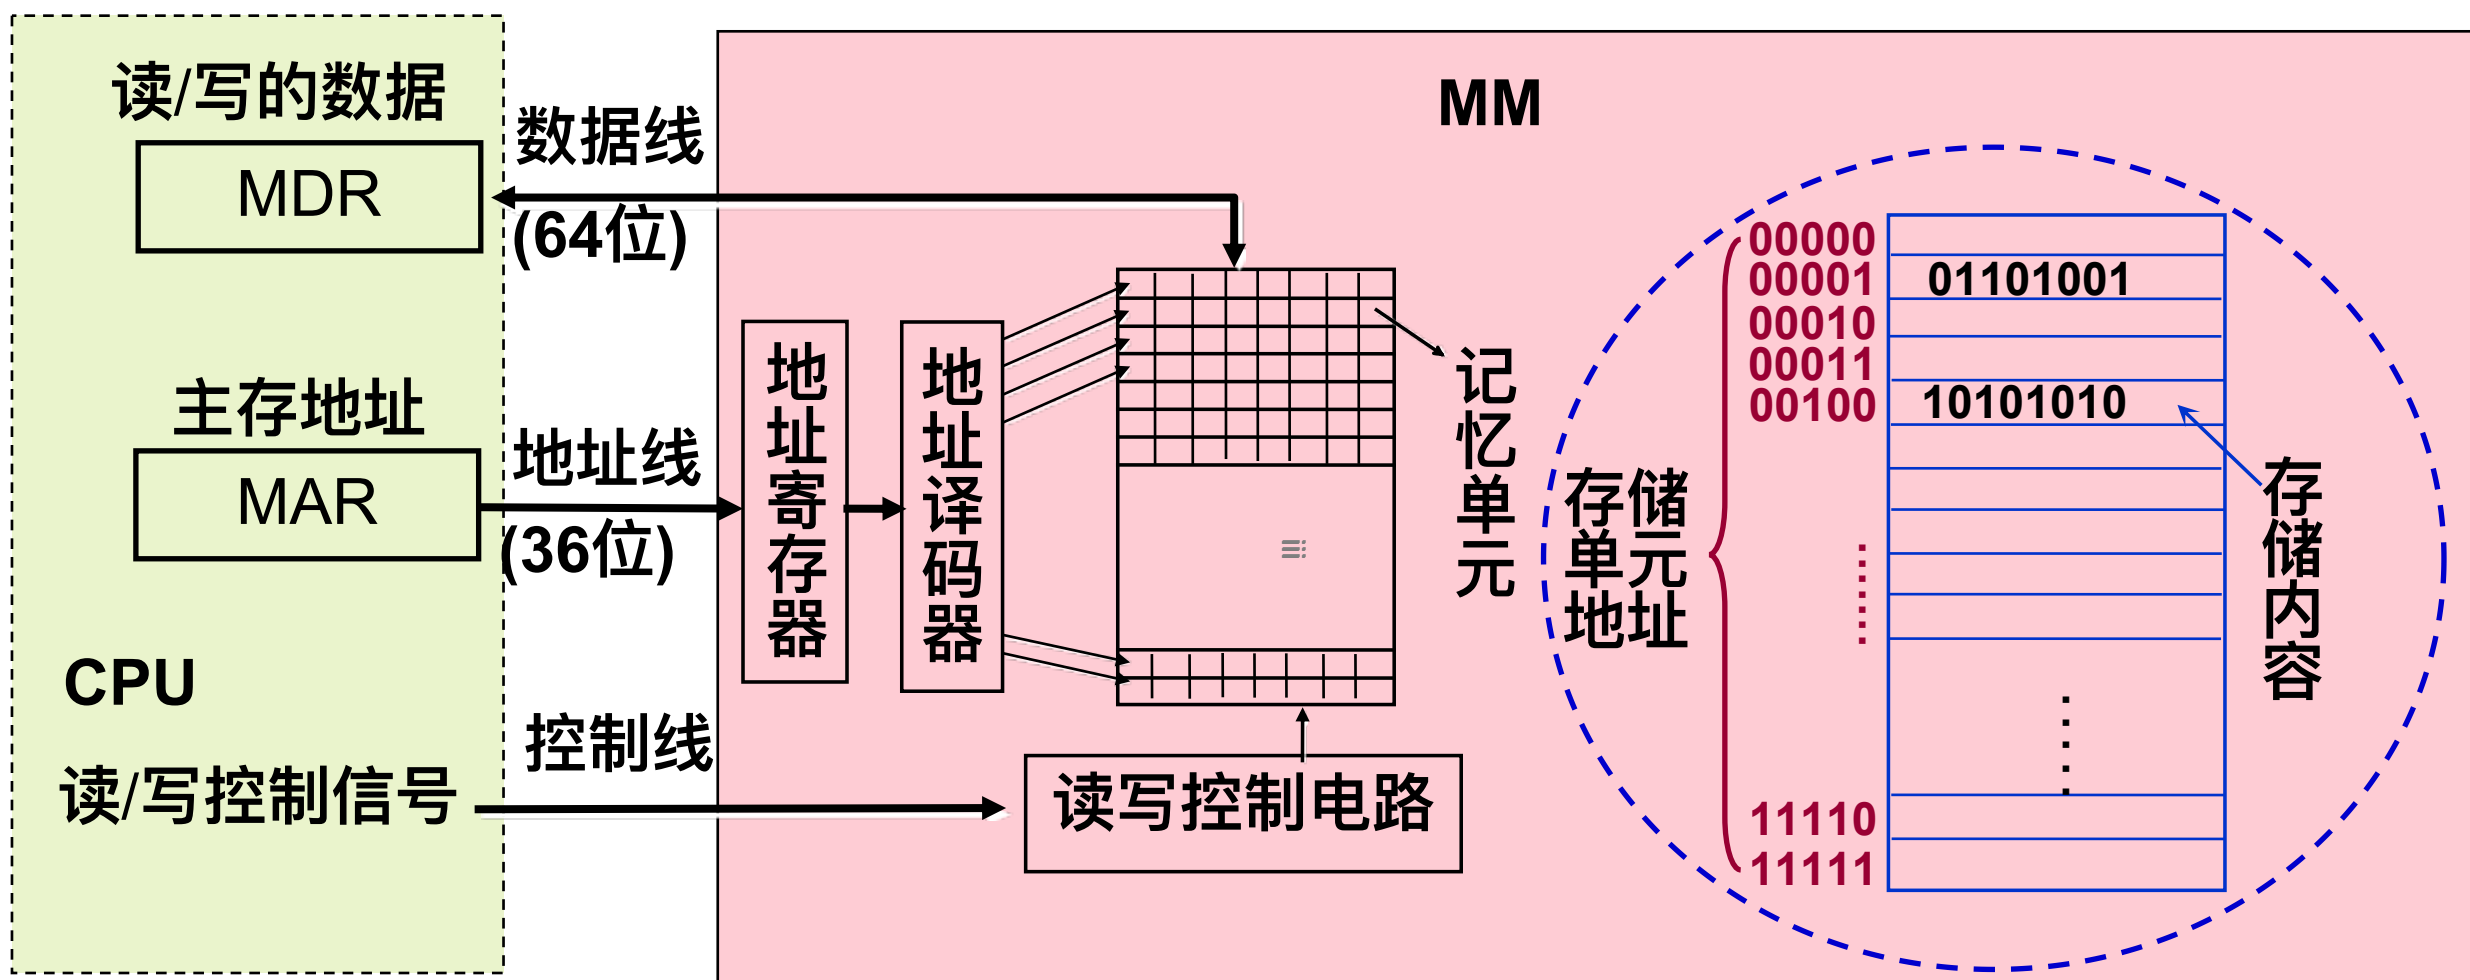 读/写的数据
MDR
数据线
(64位)
主存地址
MAR
地址线
(36位)
CPU
控制线
读/写控制信号
MM
地址寄存器
地址译码器
记忆单元
读写控制电路
存储
单元
地址
00000
00001
00010
00011
00100
11110
11111
01101001
10101010
存储内容